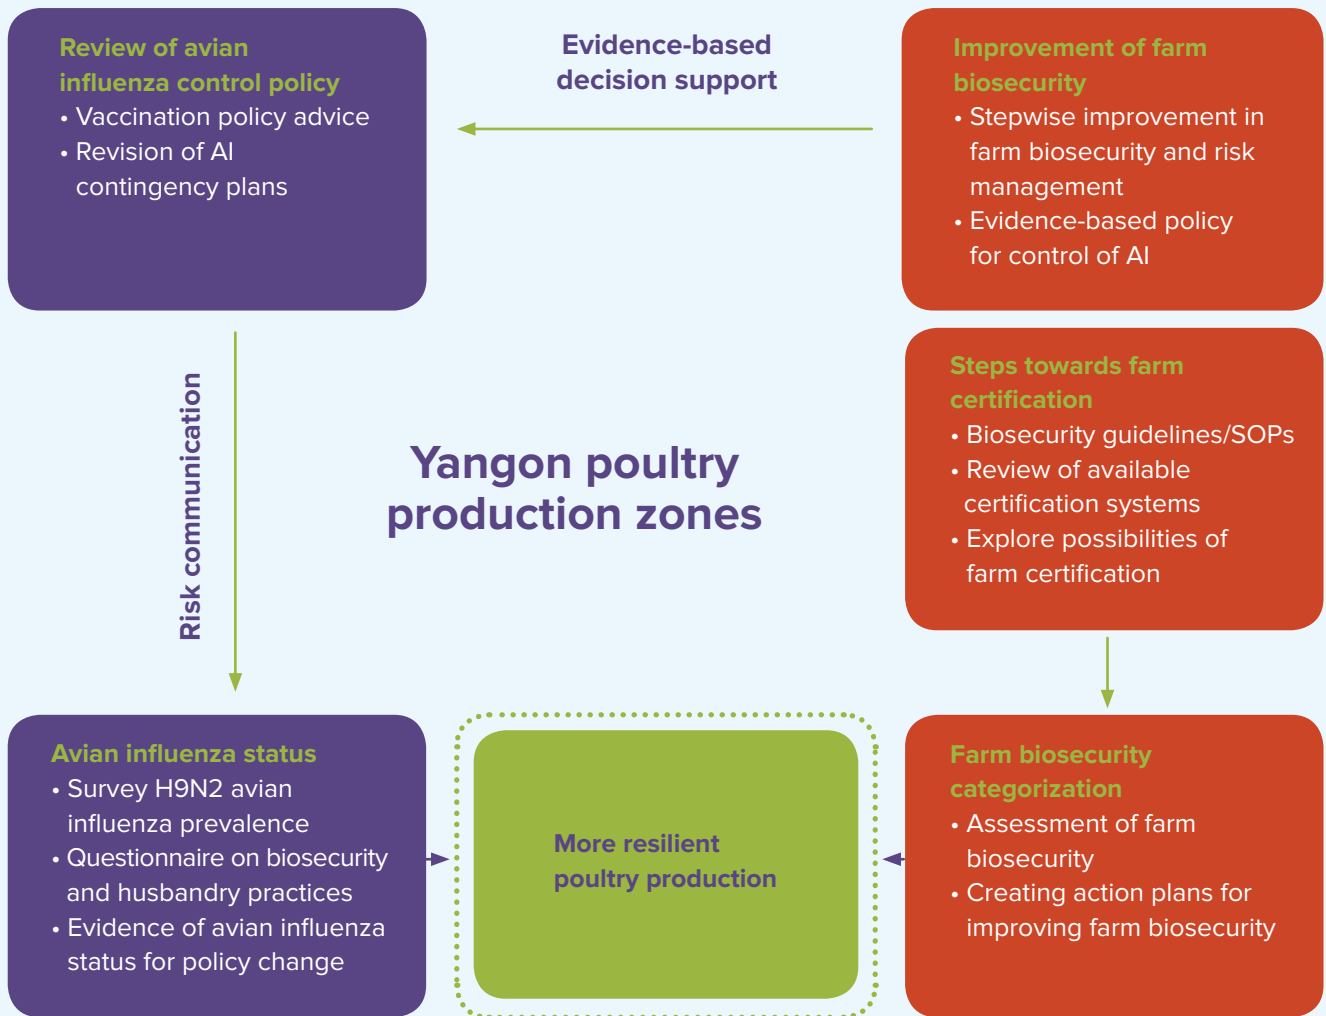 Review of avian
influenza control policy
• Vaccination policy advice
• Revision of AI
contingency plans
Evidence-based
decision support
Improvement of farm
biosecurity
• Stepwise improvement in
farm biosecurity and risk
management
• Evidence-based policy
for control of AI
Risk communication
Yangon poultry
production zones
Steps towards farm
certification
• Biosecurity guidelines/SOPs
• Review of available
certification systems
• Explore possibilities of
farm certification
Avian influenza status
• Survey H9N2 avian
influenza prevalence
• Questionnaire on biosecurity
and husbandry practices
• Evidence of avian influenza
status for policy change
More resilient
poultry production
Farm biosecurity
categorization
• Assessment of farm
biosecurity
• Creating action plans for
improving farm biosecurity